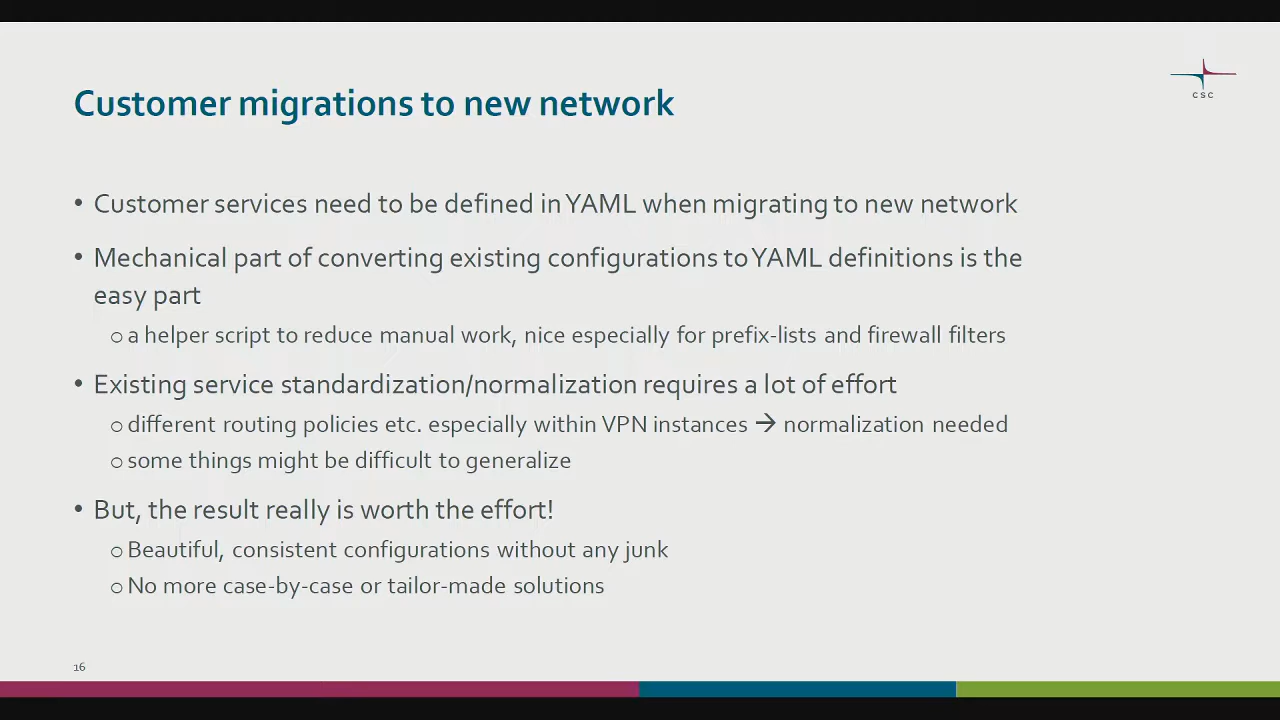 CSC
Customer migrations to new network
• Customer services need to be defined in YAML when migrating to new network
• Mechanical part of converting existing configurations to YAML definitions is the
easy part
o a helper script to reduce manual work, nice especially for prefix-lists and firewall filters
• Existing service standardization/normalization requires a lot of effort
o different routing policies etc. especially within VPN instances → normalization needed
o some things might be difficult to generalize
• But, the result really is worth the effort!
o Beautiful, consistent configurations without any junk
o No more case-by-case or tailor-made solutions
16